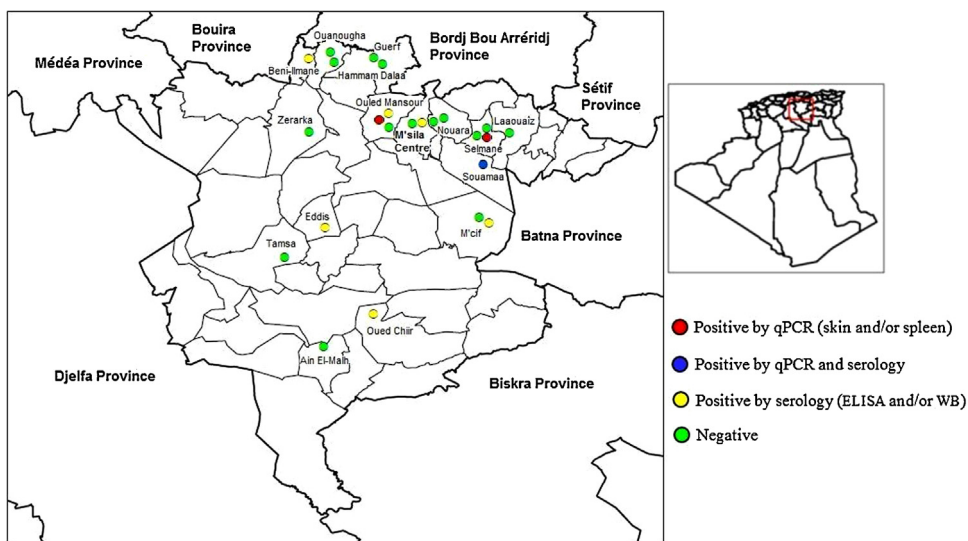 Bouira
Province
Ouanougha
Guerf
Bordj Bou Arréridj
Province
Médéa Province
Beni-Ilmane
Hammam Dalaa
Sétif
Province
Ouled Mansour
Zerarka
Laaouaiz
Nouara
M'sila
Centre
Selmane
Souamaa
Eddis
M'cif
Batna Province
Tamsa
Oued Chiir
Ain El-Malh
Djelfa Province
Biskra Province
Positive by qPCR (skin and/or spleen)
Positive by qPCR and serology
Positive by serology (ELISA and/or WB)
Negative